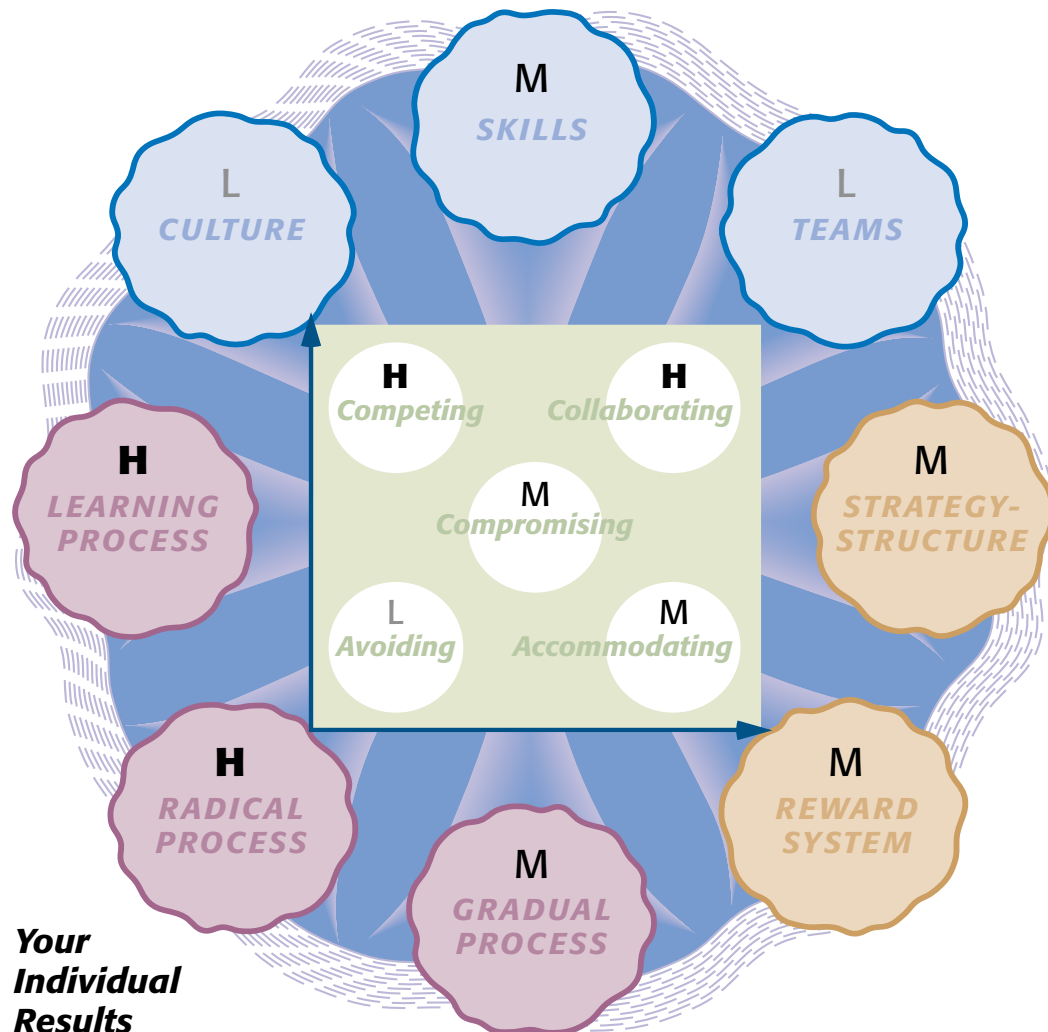 M
SKILLS
L
CULTURE
L
TEAMS
H
Competing
H
Collaborating
H
LEARNING
PROCESS
M
Compromising
M
STRATEGY-
STRUCTURE
L
Avoiding
M
Accommodating
H
RADICAL
PROCESS
M
REWARD
SYSTEM
M
GRADUAL
PROCESS
Your
Individual
Results